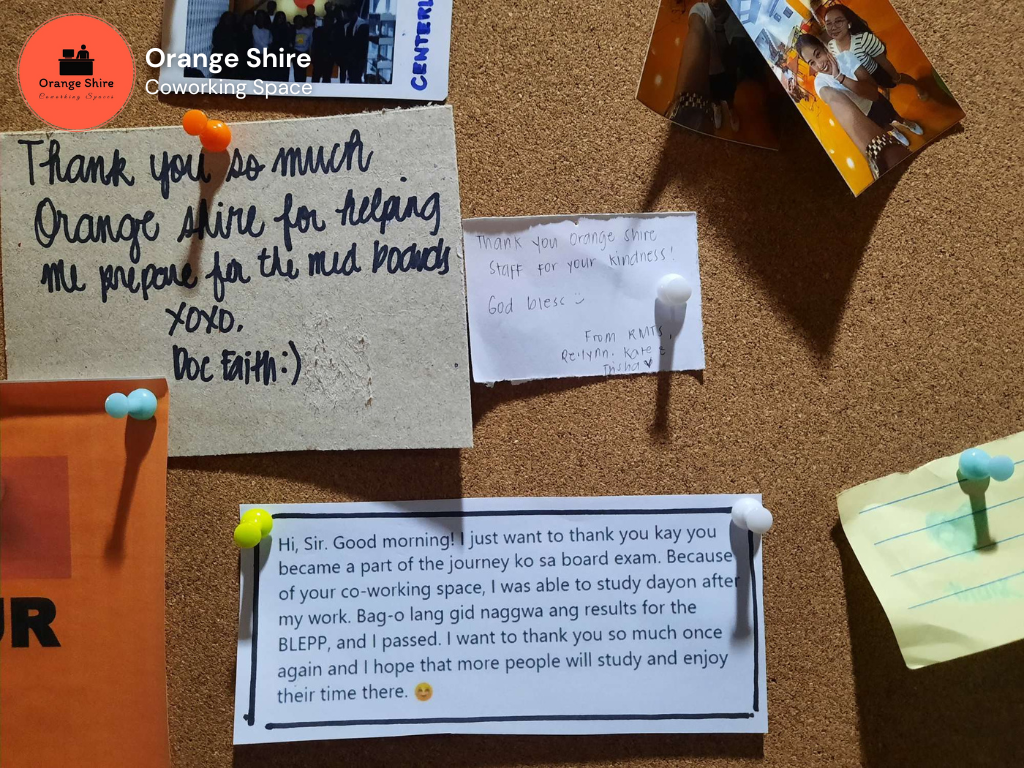 Orange Shire
Coworking Spaces
Orange Shire
Coworking Space
CENTERL
Thank you so much
Orange shire for helping
me prepare for the med boards
xoxo.
Doc Faith:)
Thank you orange shire
staff for your kindness!
God bless
From RMTs,
Reilynn, Kate &
Trisha
UR
Hi, Sir. Good morning! I just want to thank you kay you
became a part of the journey ko sa board exam. Because
of your co-working space, I was able to study dayon after
my work. Bag-o lang gid naggwa ang results for the
BLEPP, and I passed. I want to thank you so much once
again and I hope that more people will study and enjoy
their time there. 😊